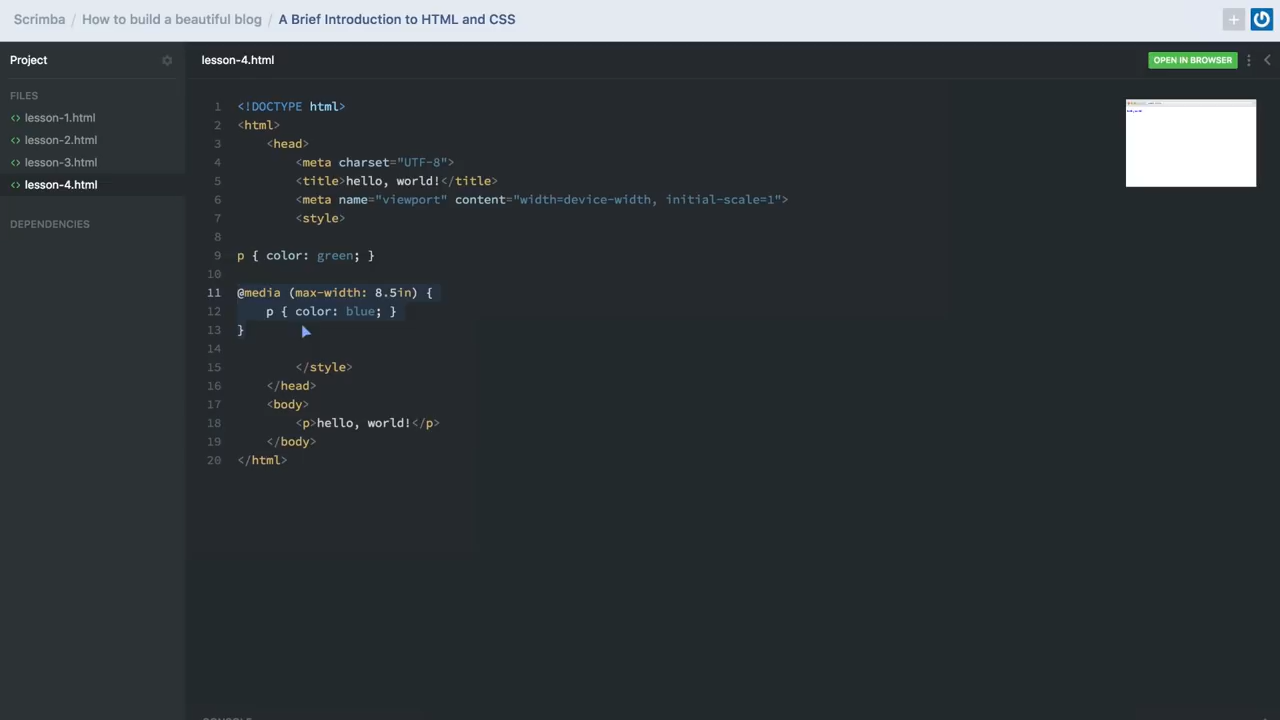 Scrimba / How to build a beautiful blog / A Brief Introduction to HTML and CSS
Project
lesson-4.html
OPEN IN BROWSER
FILES
<> lesson-1.html
<> lesson-2.html
<> lesson-3.html
<> lesson-4.html
DEPENDENCIES
1 <!DOCTYPE html>
2 <html>
3     <head>
4         <meta charset="UTF-8">
5         <title>hello, world!</title>
6         <meta name="viewport" content="width=device-width, initial-scale=1">
7         <style>
8
9 p { color: green; }
10
11 @media (max-width: 8.5in) {
12     p { color: blue; }
13 }
14
15         </style>
16     </head>
17     <body>
18         <p>hello, world!</p>
19     </body>
20 </html>
CONSOLE